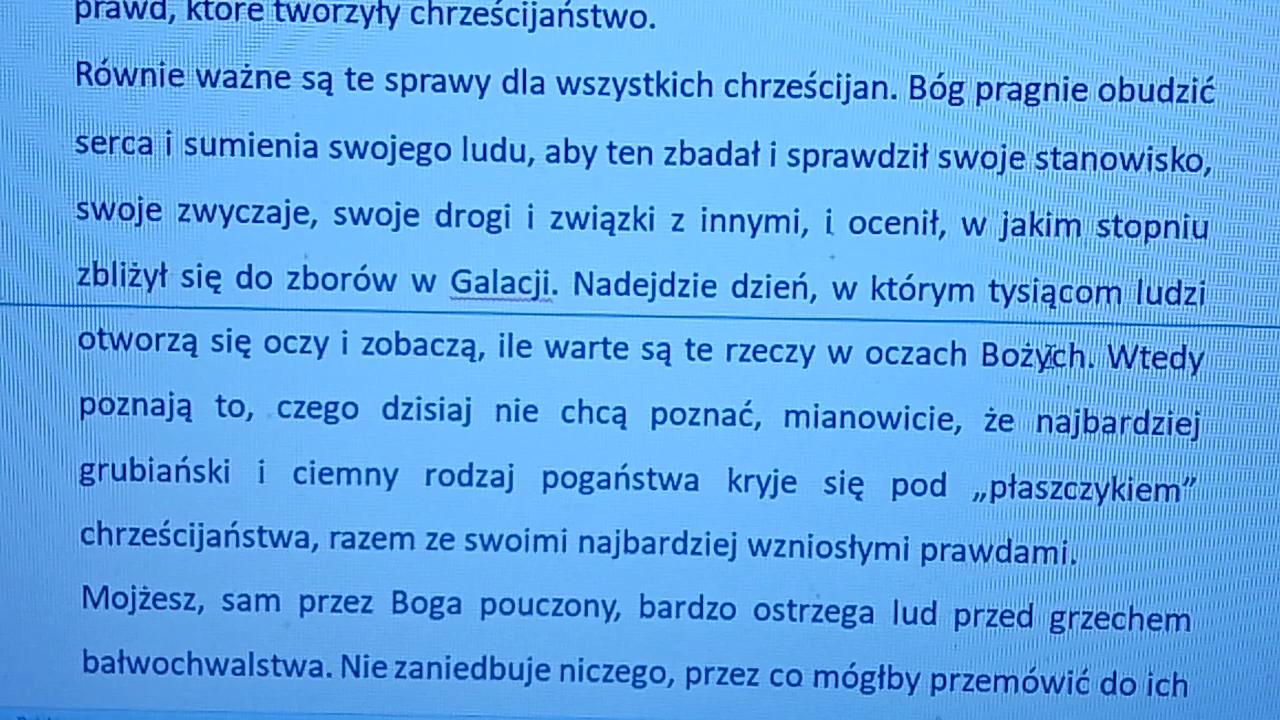 prawd, które tworzyły chrześcijaństwo.
Równie ważne są te sprawy dla wszystkich chrześcijan. Bóg pragnie obudzić
serca i sumienia swojego ludu, aby ten zbadał i sprawdził swoje stanowisko,
swoje zwyczaje, swoje drogi i związki z innymi, i ocenił, w jakim stopniu
zbliżył się do zborów w Galacji. Nadejdzie dzień, w którym tysiącom ludzi
otworzą się oczy i zobaczą, ile warte są te rzeczy w oczach Bożych. Wtedy
poznają to, czego dzisiaj nie chcą poznać, mianowicie, że najbardziej
grubiański i ciemny rodzaj pogaństwa kryje się pod „płaszczykiem”
chrześcijaństwa, razem ze swoimi najbardziej wzniosłymi prawdami.
Mojżesz, sam przez Boga pouczony, bardzo ostrzega lud przed grzechem
bałwochwalstwa. Nie zaniedbuje niczego, przez co mógłby przemówić do ich